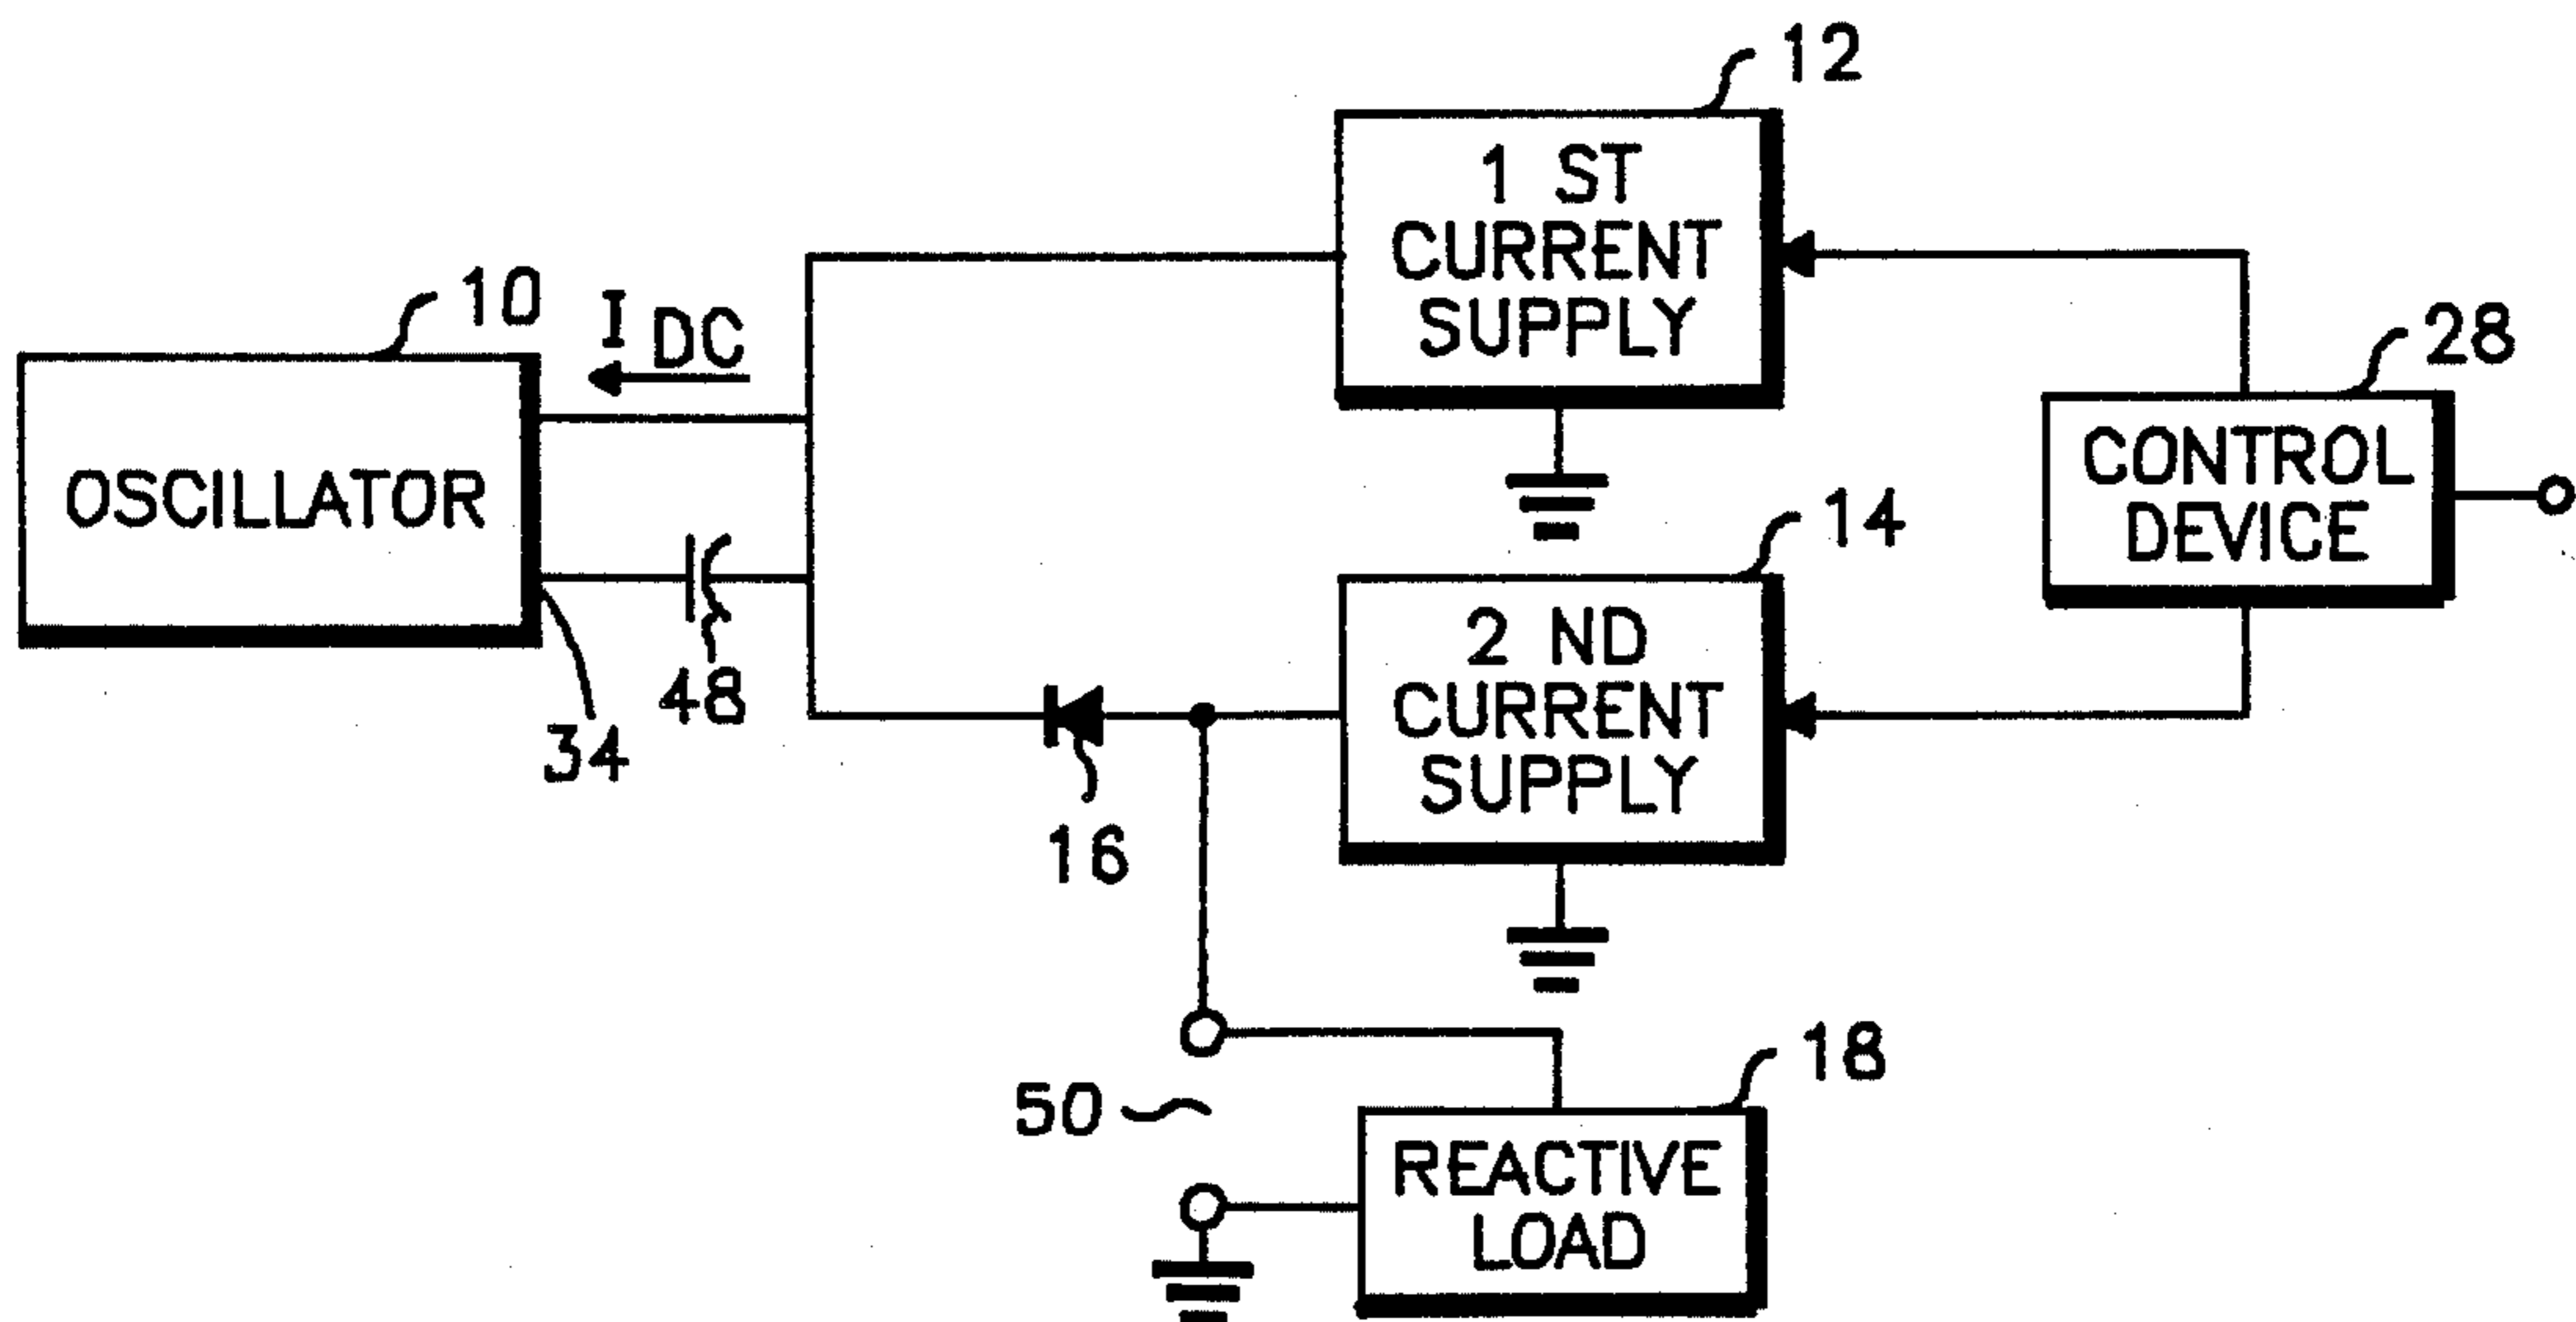 12
1 ST
CURRENT
SUPPLY
10
I DC
OSCILLATOR
28
CONTROL
DEVICE
14
2 ND
CURRENT
SUPPLY
48
34
16
18
50
REACTIVE
LOAD